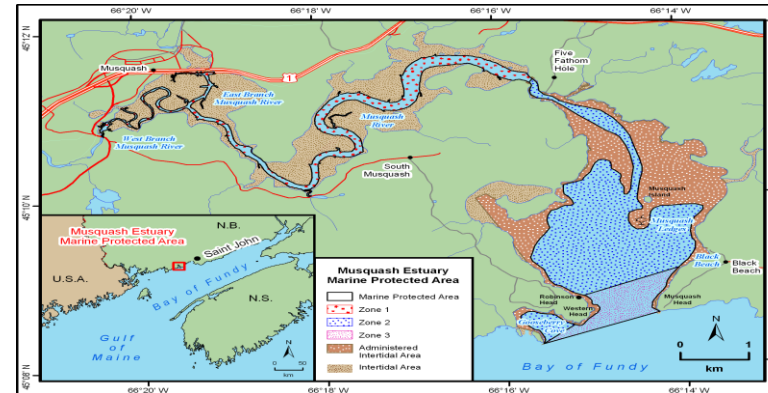 66°20' W
66°18' W
66°16' W
66°14' W
45°12' N
Musquash
1
Five
Fathom
Hole
East Branch
Musquash River
West Branch
Musquash River
Musquash
River
South
Musquash
45°10' N
Musquash
Island
Musquash
Ledges
Black
Beach
Black
Beach
Robinson
Head
Western
Head
Musquash
Head
Gooseberry
Cove
Musquash Estuary
Marine Protected Area
N.B.
Saint John
U.S.A.
Bay of Fundy
N.S.
Gulf
of
Maine
N
0 50
km
Musquash Estuary
Marine Protected Area
Marine Protected Area
Zone 1
Zone 2
Zone 3
Administered
Intertidal Area
Intertidal Area
N
0 1
km
Bay of Fundy
45°08' N
66°20' W
66°18' W
66°16' W
66°14' W